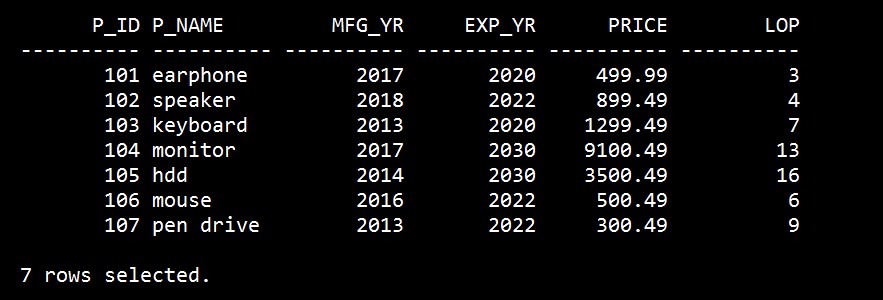 P_ID P_NAME MFG_YR EXP_YR PRICE LOP
---------- ---------- ---------- ---------- ---------- ----------
101 earphone 2017 2020 499.99 3
102 speaker 2018 2022 899.49 4
103 keyboard 2013 2020 1299.49 7
104 monitor 2017 2030 9100.49 13
105 hdd 2014 2030 3500.49 16
106 mouse 2016 2022 500.49 6
107 pen drive 2013 2022 300.49 9
7 rows selected.